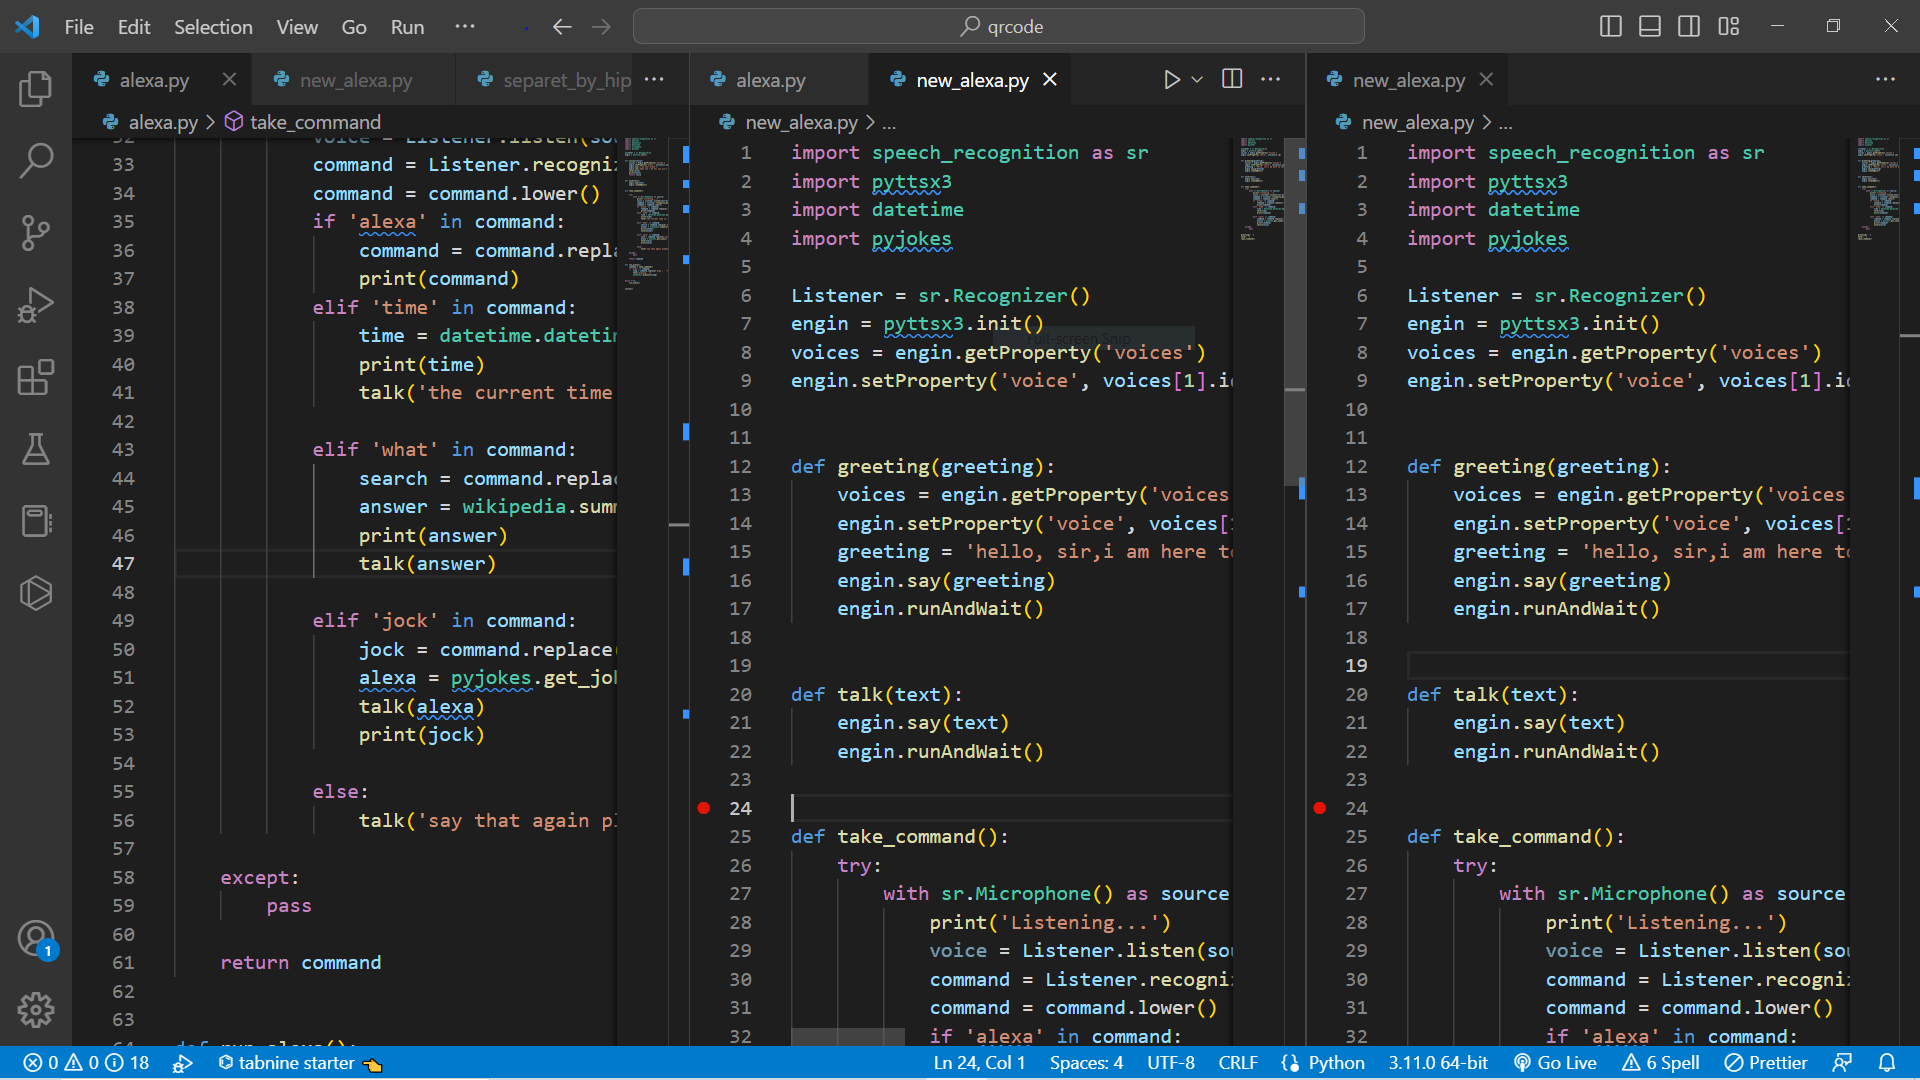 File Edit Selection View Go Run ···
qrcode
alexa.py new_alexa.py separet_by_hip ···
alexa.py > take_command
33 command = Listener.recogni
34 command = command.lower()
35 if 'alexa' in command:
36 command = command.repla
37 print(command)
38 elif 'time' in command:
39 time = datetime.datetim
40 print(time)
41 talk('the current time
42
43 elif 'what' in command:
44 search = command.replac
45 answer = wikipedia.summ
46 print(answer)
47 talk(answer)
48
49 elif 'jock' in command:
50 jock = command.replace(
51 alexa = pyjokes.get_jo
52 talk(alexa)
53 print(jock)
54
55 else:
56 talk('say that again p
57
58 except:
59 pass
60
61 return command
62
63
alexa.py new_alexa.py ···
new_alexa.py > ...
1 import speech_recognition as sr
2 import pyttsx3
3 import datetime
4 import pyjokes
5
6 Listener = sr.Recognizer()
7 engin = pyttsx3.init()
Full-screen Snip
8 voices = engin.getProperty('voices')
9 engin.setProperty('voice', voices[1].i
10
11
12 def greeting(greeting):
13 voices = engin.getProperty('voices
14 engin.setProperty('voice', voices[
15 greeting = 'hello, sir,i am here to
16 engin.say(greeting)
17 engin.runAndWait()
18
19
20 def talk(text):
21 engin.say(text)
22 engin.runAndWait()
23
24
25 def take_command():
26 try:
27 with sr.Microphone() as source
28 print('Listening...')
29 voice = Listener.listen(sou
30 command = Listener.recogni
31 command = command.lower()
32 if 'alexa' in command:
new_alexa.py ···
new_alexa.py > ...
1 import speech_recognition as sr
2 import pyttsx3
3 import datetime
4 import pyjokes
5
6 Listener = sr.Recognizer()
7 engin = pyttsx3.init()
8 voices = engin.getProperty('voices')
9 engin.setProperty('voice', voices[1].i
10
11
12 def greeting(greeting):
13 voices = engin.getProperty('voices
14 engin.setProperty('voice', voices[
15 greeting = 'hello, sir,i am here to
16 engin.say(greeting)
17 engin.runAndWait()
18
19
20 def talk(text):
21 engin.say(text)
22 engin.runAndWait()
23
24
25 def take_command():
26 try:
27 with sr.Microphone() as source
28 print('Listening...')
29 voice = Listener.listen(sou
30 command = Listener.recogni
31 command = command.lower()
32 if 'alexa' in command:
1
0 0 18 tabnine starter Ln 24, Col 1 Spaces: 4 UTF-8 CRLF Python 3.11.0 64-bit Go Live 6 Spell Prettier